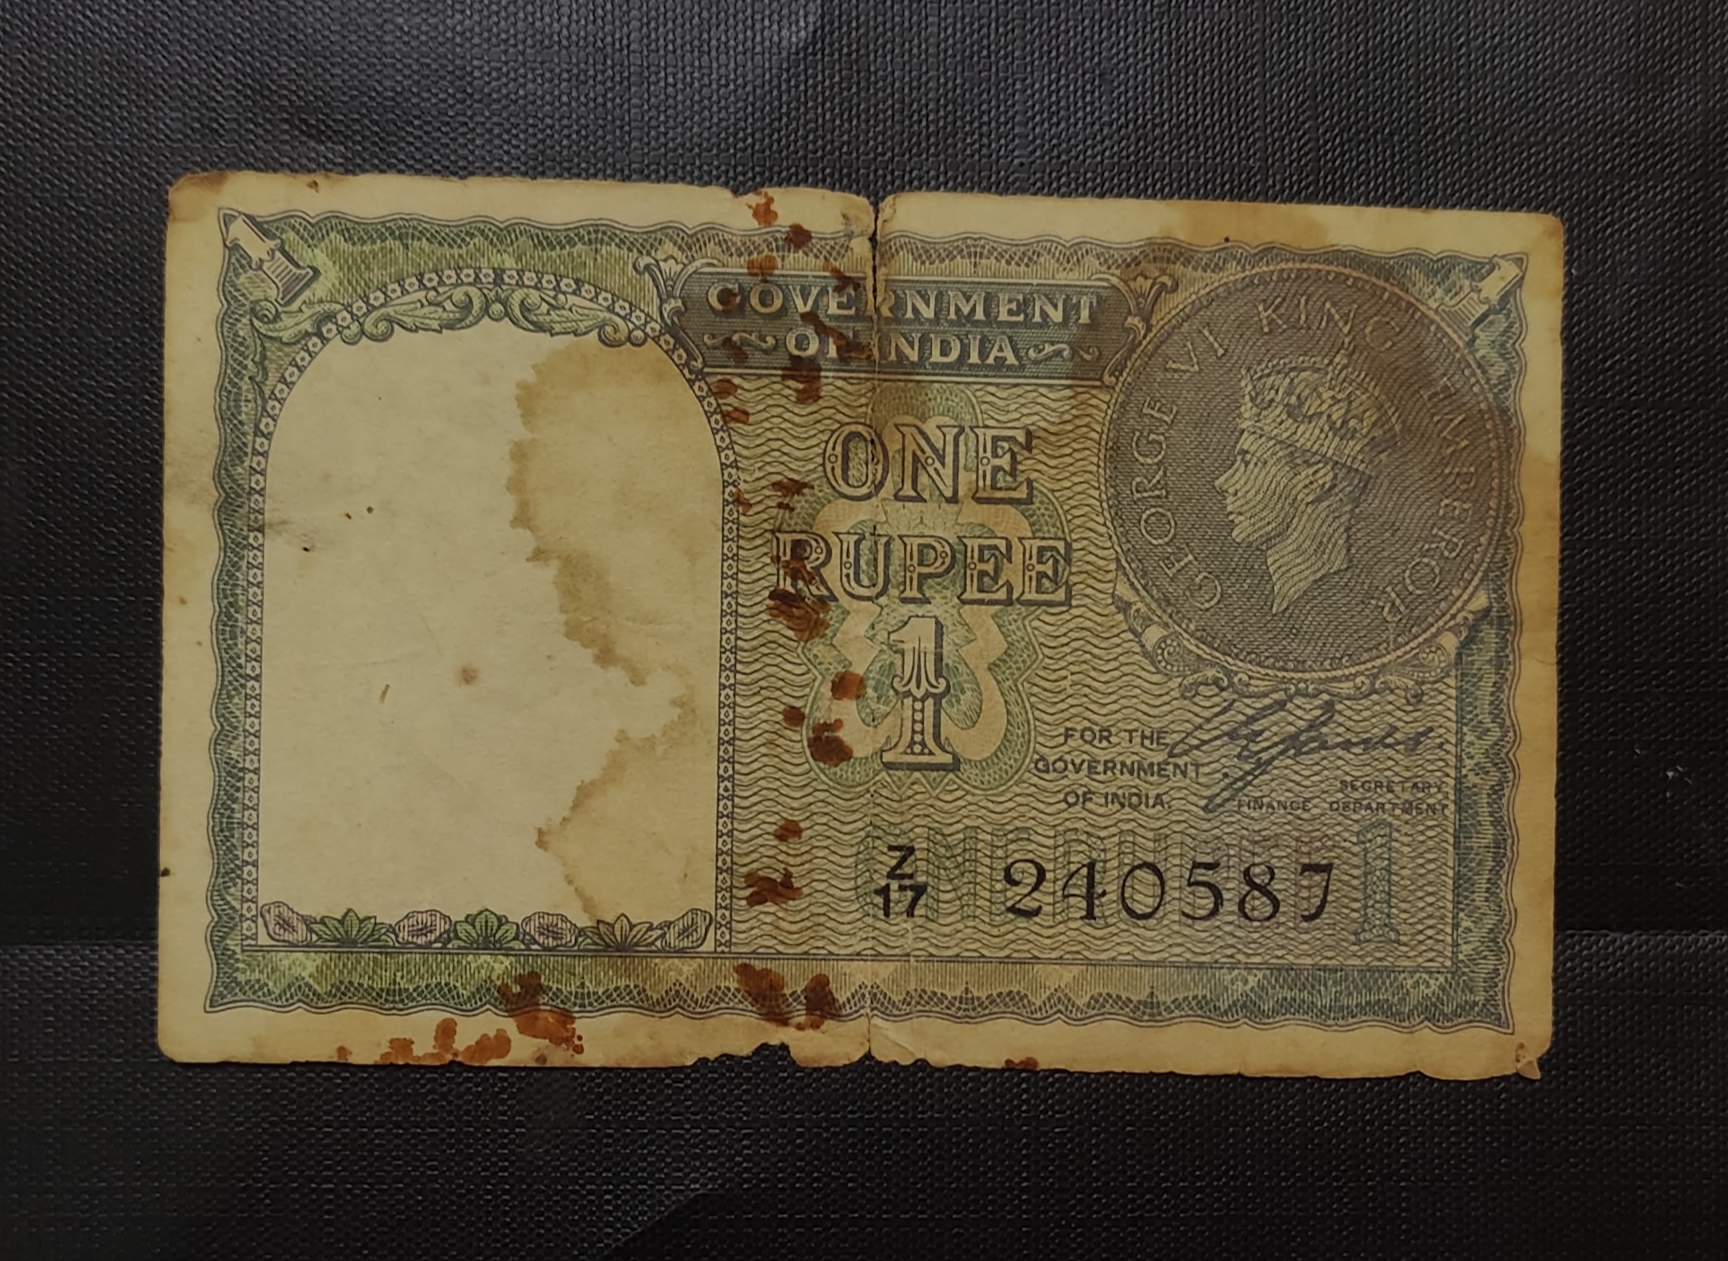 GOVERNMENT
OF INDIA
GEORGE VI KING EMPEROR
ONE
RUPEE
1
FOR THE
GOVERNMENT
OF INDIA.
SECRETARY,
FINANCE DEPARTMENT
Z
17
240587
1